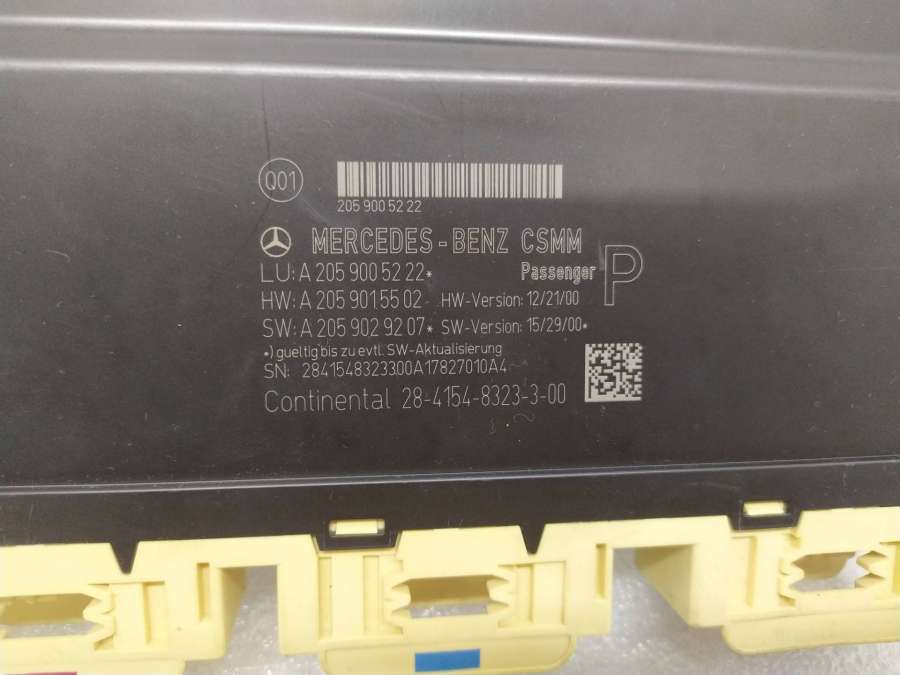 Q01
205 900 52 22
MERCEDES-BENZ CSMM
LU: A 205 900 52 22* Passenger P
HW: A 205 901 55 02 HW-Version: 12/21/00
SW: A 205 902 92 07* SW-Version: 15/29/00*
*) gueltig bis zu evtl. SW-Aktualisierung
SN: 2841548323300A17827010A4
Continental 28-4154-8323-3-00